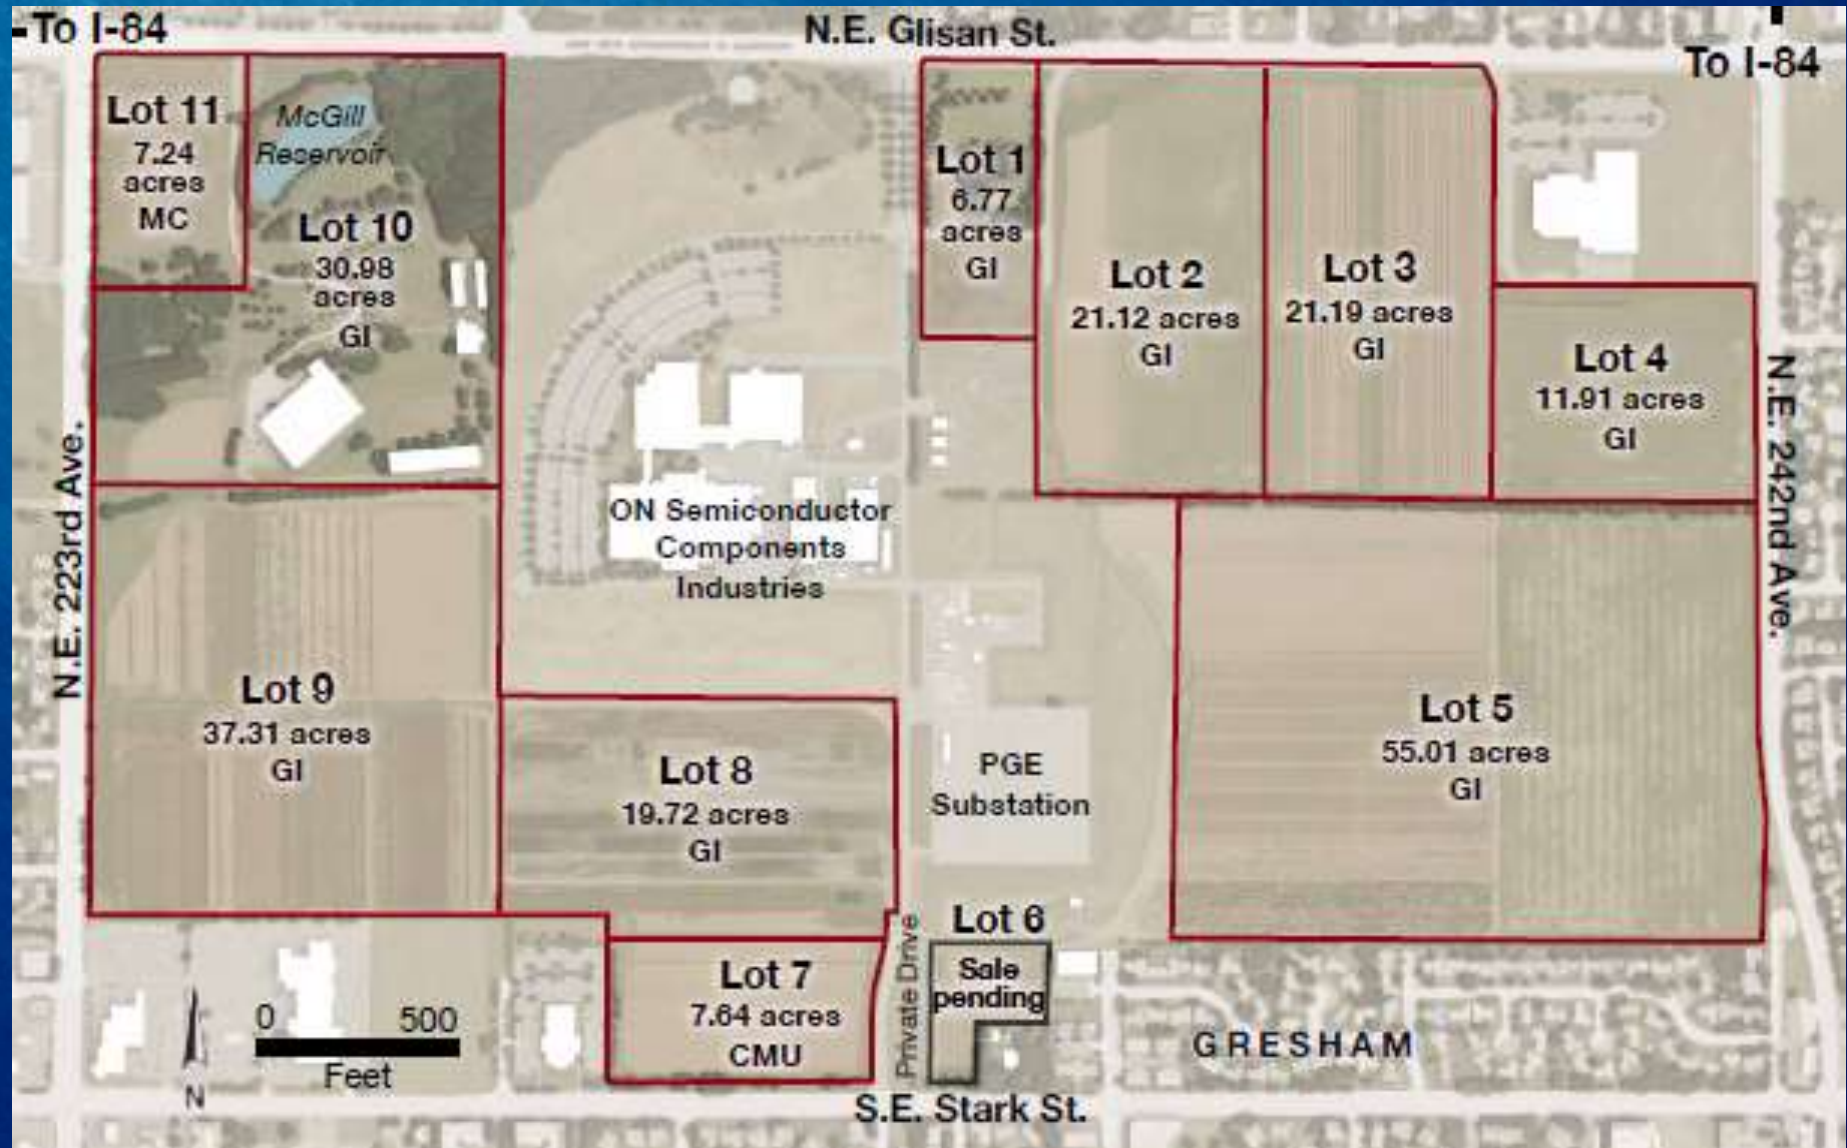 To I-84
N.E. Glisan St.
To I-84
Lot 11
7.24
acres
MC
McGill
Reservoir
Lot 10
30.98
acres
GI
Lot 1
6.77
acres
GI
Lot 2
21.12 acres
GI
Lot 3
21.19 acres
GI
Lot 4
11.91 acres
GI
N.E. 223rd Ave.
N.E. 242nd Ave.
ON Semiconductor
Components
Industries
Lot 9
37.31 acres
GI
Lot 8
19.72 acres
GI
PGE
Substation
Lot 5
55.01 acres
GI
Lot 6
Sale
pending
Private Drive
Lot 7
7.64 acres
CMU
0 500
Feet
N
GRESHAM
S.E. Stark St.